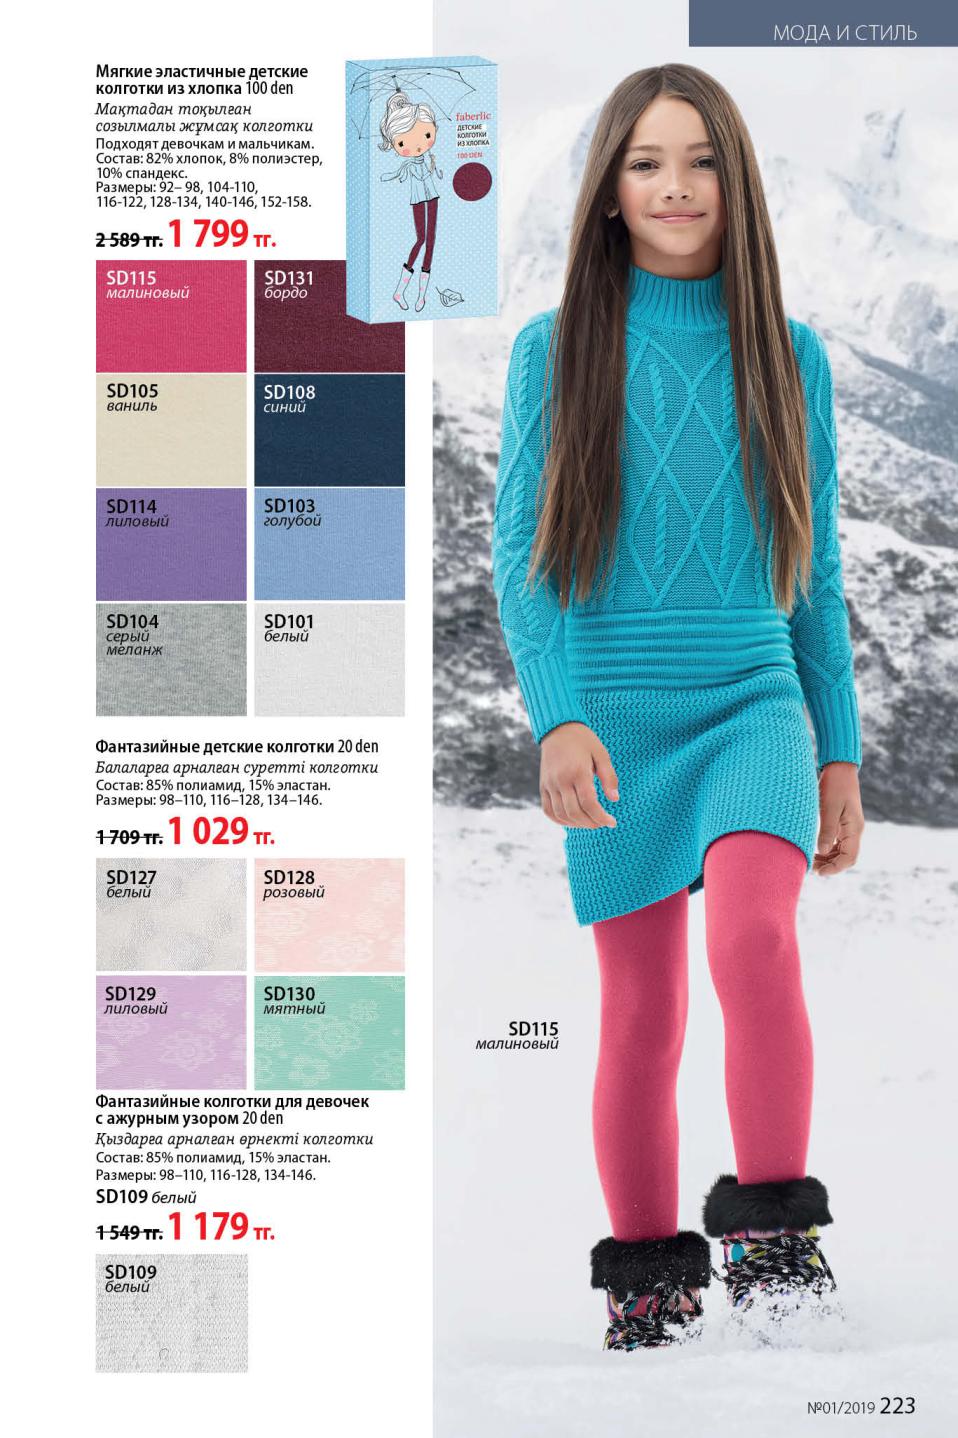 МОДА И СТИЛЬ
Мягкие эластичные детские
колготки из хлопка 100 den
Мақтадан тоқылған
созылмалы жұмсақ колготки
Подходят девочкам и мальчикам.
Состав: 82% хлопок, 8% полиэстер,
10% спандекс.
Размеры: 92– 98, 104-110,
116-122, 128-134, 140-146, 152-158.
2 589 тг. 1 799 тг.
faberlic
ДЕТСКИЕ
КОЛГОТКИ
ИЗ ХЛОПКА
100 DEN
SD115
малиновый
SD131
бордо
SD105
ваниль
SD108
синий
SD114
лиловый
SD103
голубой
SD104
серый
меланж
SD101
белый
Фантазийные детские колготки 20 den
Балаларға арналған суретті колготки
Состав: 85% полиамид, 15% эластан.
Размеры: 98–110, 116–128, 134–146.
1 709 тг. 1 029 тг.
SD127
белый
SD128
розовый
SD129
лиловый
SD130
мятный
Фантазийные колготки для девочек
с ажурным узором 20 den
Қыздарға арналған өрнекті колготки
Состав: 85% полиамид, 15% эластан.
Размеры: 98–110, 116-128, 134-146.
SD109 белый
1 549 тг. 1 179 тг.
SD109
белый
SD115
малиновый
№01/2019 223